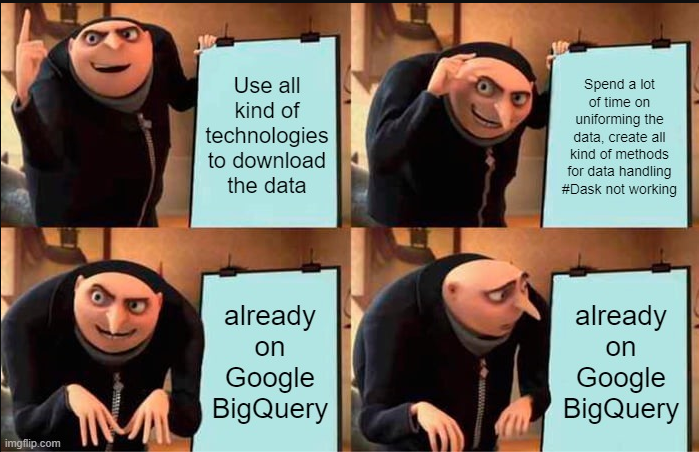 Use all
kind of
technologies
to download
the data
Spend a lot
of time on
uniforming the
data, create all
kind of methods
for data handling
#Dask not working
already
on
Google
BigQuery
already
on
Google
BigQuery
imgflip.com